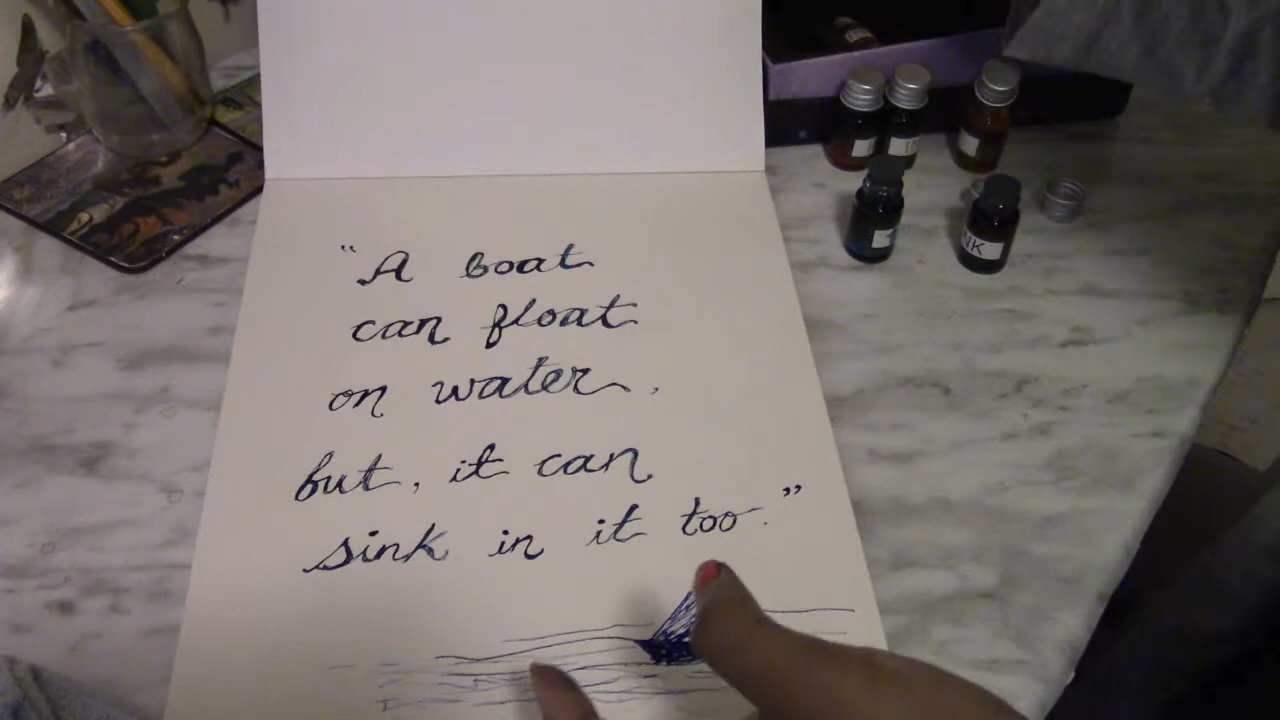 "A boat
can float
on water,
but, it can
sink in it too."